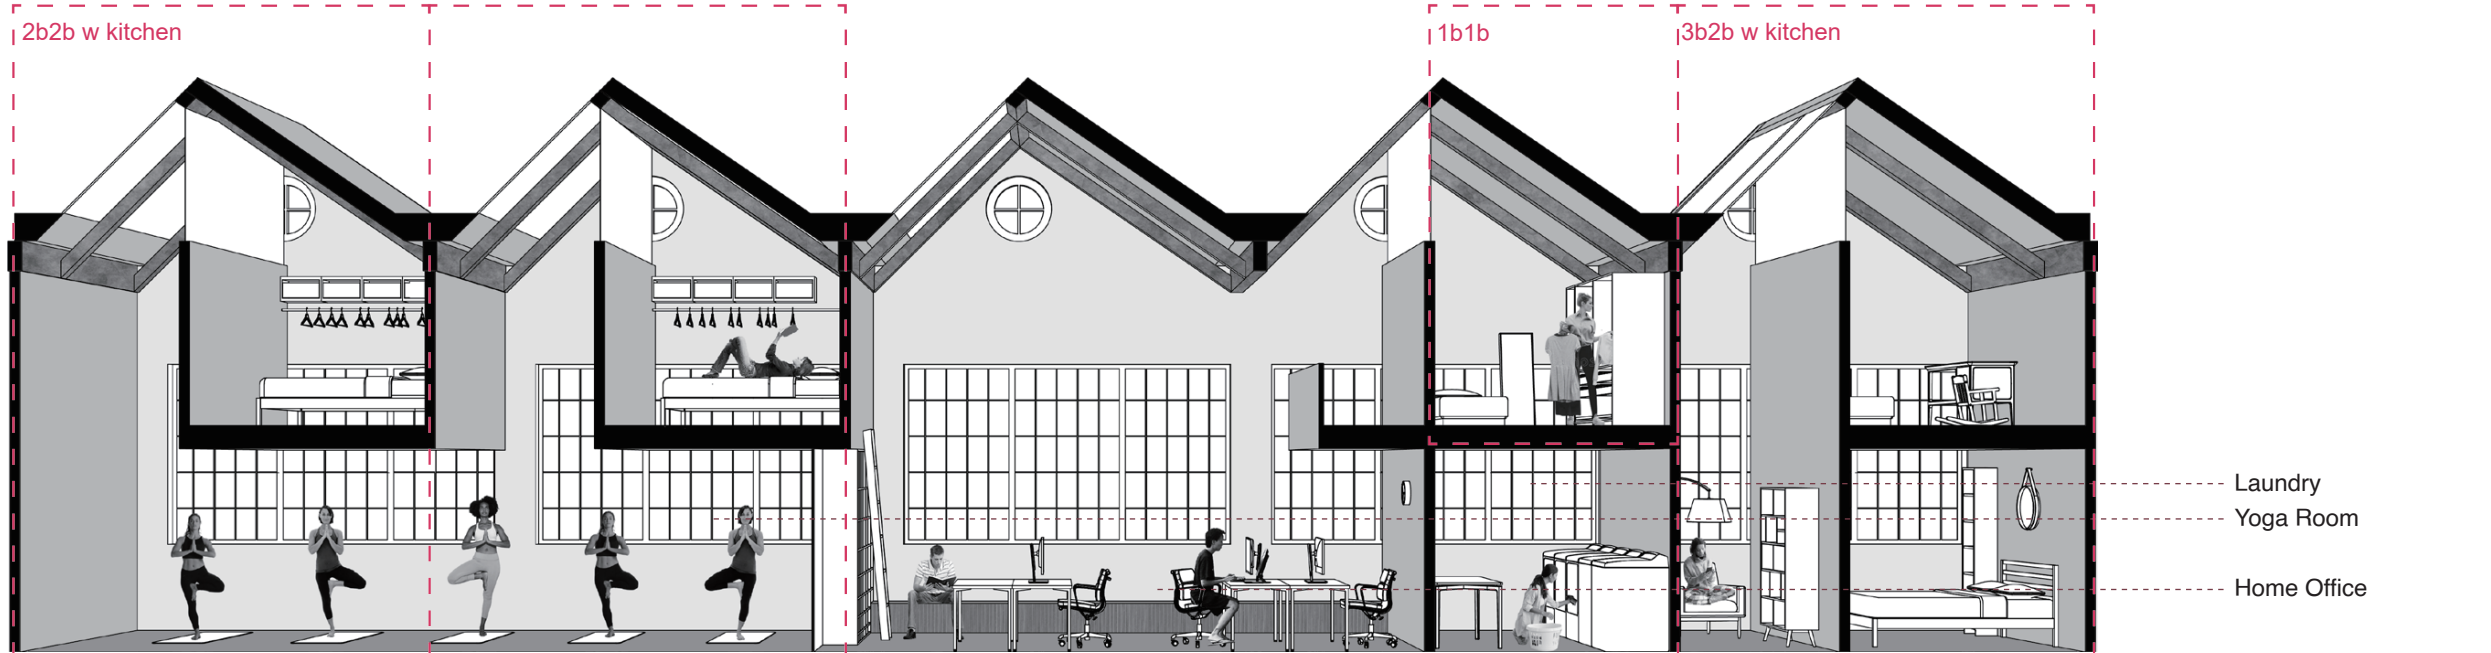 2b2b w kitchen
1b1b
3b2b w kitchen
Laundry
Yoga Room
Home Office